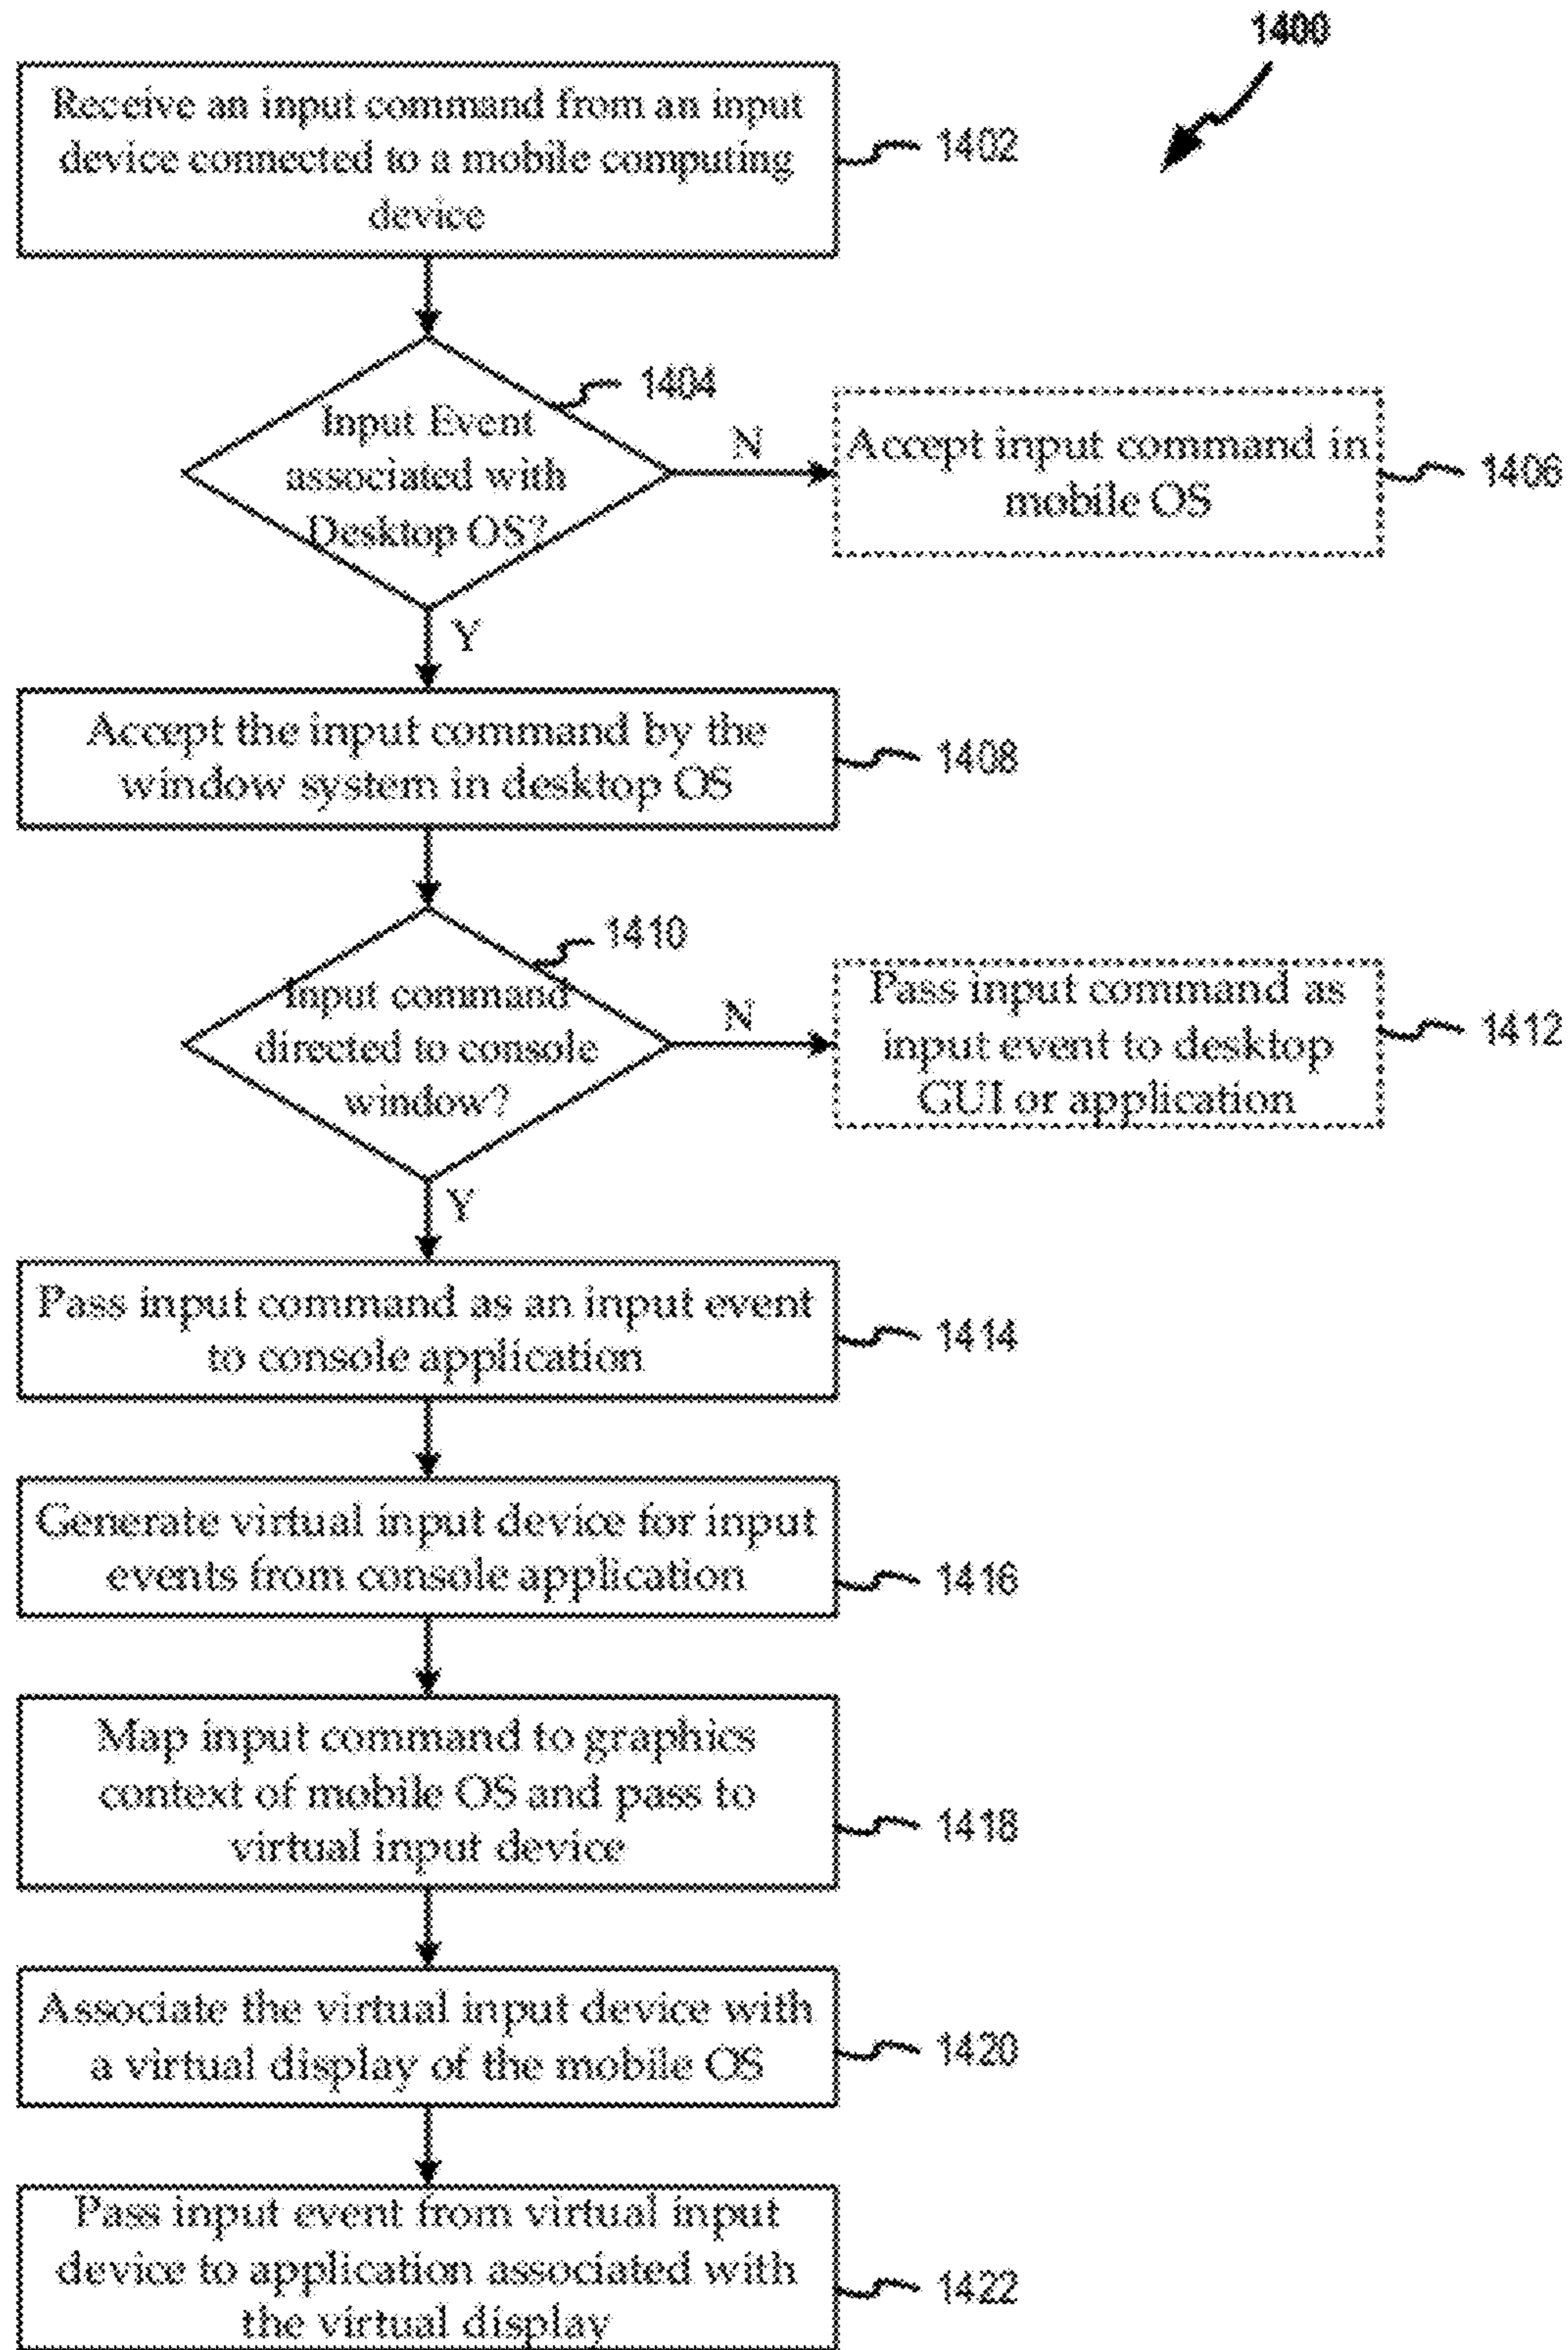 1400
Receive an input command from an input
device connected to a mobile computing
device
1402
1404
Input Event
associated with
Desktop OS?
N
Accept input command in
mobile OS
1406
Y
Accept the input command by the
window system in desktop OS
1408
1410
Input command
directed to console
window?
N
Pass input command as
input event to desktop
GUI or application
1412
Y
Pass input command as an input event
to console application
1414
Generate virtual input device for input
events from console application
1416
Map input command to graphics
context of mobile OS and pass to
virtual input device
1418
Associate the virtual input device with
a virtual display of the mobile OS
1420
Pass input event from virtual input
device to application associated with
the virtual display
1422